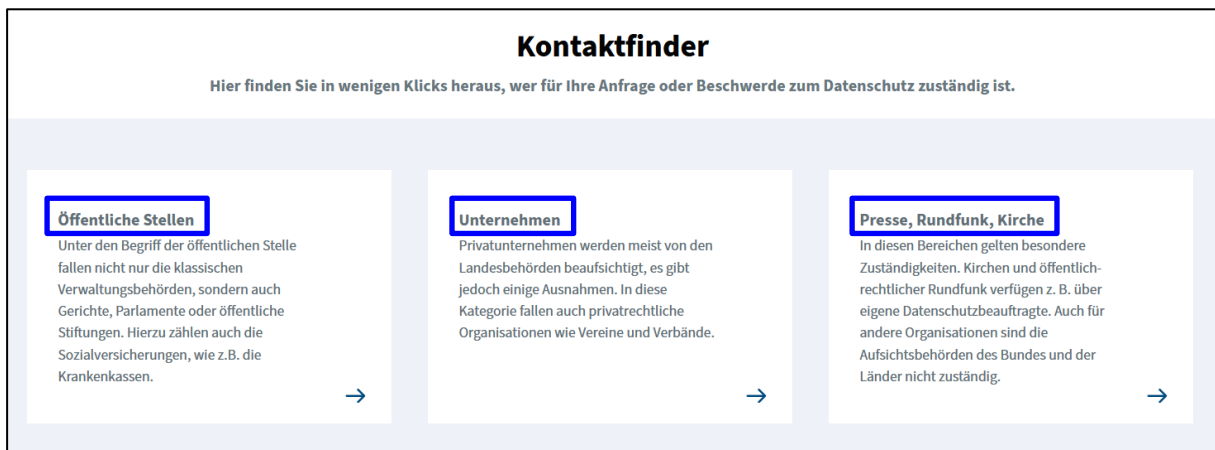 Kontaktfinder
Hier finden Sie in wenigen Klicks heraus, wer für Ihre Anfrage oder Beschwerde zum Datenschutz zuständig ist.
Öffentliche Stellen
Unter den Begriff der öffentlichen Stelle
fallen nicht nur die klassischen
Verwaltungsbehörden, sondern auch
Gerichte, Parlamente oder öffentliche
Stiftungen. Hierzu zählen auch die
Sozialversicherungen, wie z.B. die
Krankenkassen.
Unternehmen
Privatunternehmen werden meist von den
Landesbehörden beaufsichtigt, es gibt
jedoch einige Ausnahmen. In diese
Kategorie fallen auch privatrechtliche
Organisationen wie Vereine und Verbände.
Presse, Rundfunk, Kirche
In diesen Bereichen gelten besondere
Zuständigkeiten. Kirchen und öffentlich-
rechtlicher Rundfunk verfügen z. B. über
eigene Datenschutzbeauftragte. Auch für
andere Organisationen sind die
Aufsichtsbehörden des Bundes und der
Länder nicht zuständig.